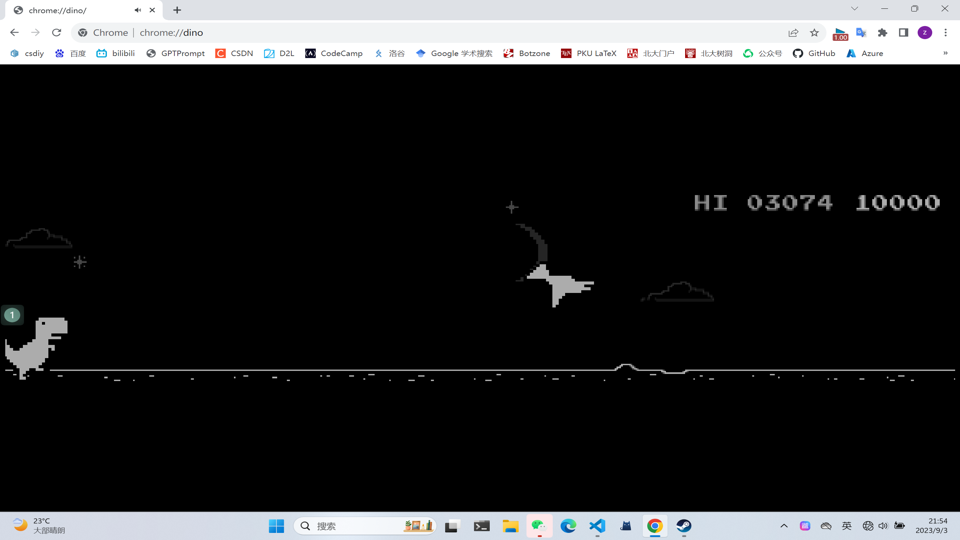 chrome://dino/
Chrome | chrome://dino
1.00
z
csdiy 百度 bilibili GPTPrompt CSDN D2L CodeCamp 洛谷 Google 学术搜索 Botzone PKU LaTeX 北大门户 北大树洞 公众号 GitHub Azure »
HI 03074 10000
1
23°C
大部晴朗
搜索
英
21:54
2023/9/3